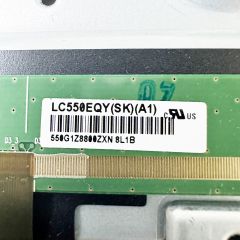 07
LC550EQY(SK)(A1)
c US
550G1Z8800ZXN 8L1B